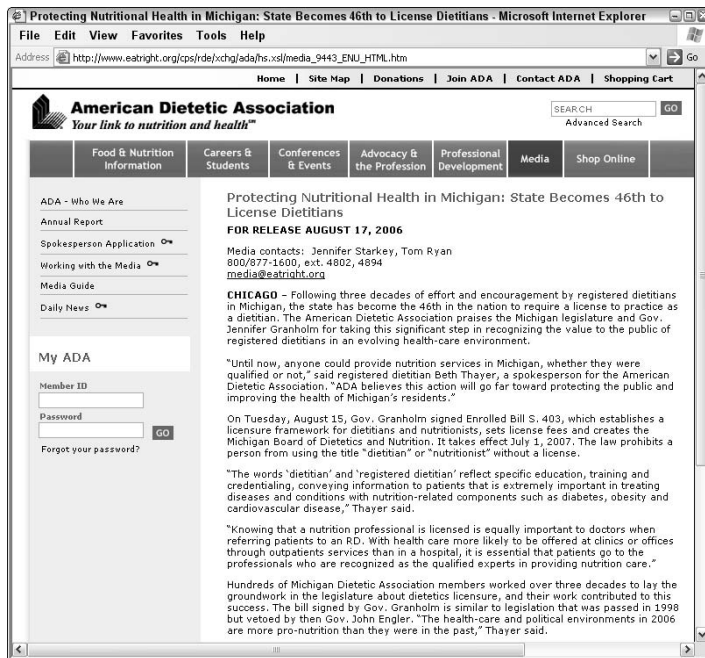 Protecting Nutritional Health in Michigan: State Becomes 46th to License Dietitians - Microsoft Internet Explorer
File Edit View Favorites Tools Help
Address http://www.eatright.org/cps/rde/xchg/ada/hs.xsl/media_9443_ENU_HTML.htm Go
Home | Site Map | Donations | Join ADA | Contact ADA | Shopping Cart
American Dietetic Association
Your link to nutrition and health℠
SEARCH GO
Advanced Search
Food & Nutrition Information
Careers & Students
Conferences & Events
Advocacy & the Profession
Professional Development
Media
Shop Online
ADA - Who We Are
Annual Report
Spokesperson Application
Working with the Media
Media Guide
Daily News
My ADA
Member ID
Password
GO
Forgot your password?
Protecting Nutritional Health in Michigan: State Becomes 46th to
License Dietitians
FOR RELEASE AUGUST 17, 2006
Media contacts: Jennifer Starkey, Tom Ryan
800/877-1600, ext. 4802, 4894
media@eatright.org
CHICAGO – Following three decades of effort and encouragement by registered dietitians
in Michigan, the state has become the 46th in the nation to require a license to practice as
a dietitian. The American Dietetic Association praises the Michigan legislature and Gov.
Jennifer Granholm for taking this significant step in recognizing the value to the public of
registered dietitians in an evolving health-care environment.
"Until now, anyone could provide nutrition services in Michigan, whether they were
qualified or not," said registered dietitian Beth Thayer, a spokesperson for the American
Dietetic Association. "ADA believes this action will go far toward protecting the public and
improving the health of Michigan's residents."
On Tuesday, August 15, Gov. Granholm signed Enrolled Bill S. 403, which establishes a
licensure framework for dietitians and nutritionists, sets license fees and creates the
Michigan Board of Dietetics and Nutrition. It takes effect July 1, 2007. The law prohibits a
person from using the title "dietitian" or "nutritionist" without a license.
"The words 'dietitian' and 'registered dietitian' reflect specific education, training and
credentialing, conveying information to patients that is extremely important in treating
diseases and conditions with nutrition-related components such as diabetes, obesity and
cardiovascular disease," Thayer said.
"Knowing that a nutrition professional is licensed is equally important to doctors when
referring patients to an RD. With health care more likely to be offered at clinics or offices
through outpatients services than in a hospital, it is essential that patients go to the
professionals who are recognized as the qualified experts in providing nutrition care."
Hundreds of Michigan Dietetic Association members worked over three decades to lay the
groundwork in the legislature about dietetics licensure, and their work contributed to this
success. The bill signed by Gov. Granholm is similar to legislation that was passed in 1998
but vetoed by then Gov. John Engler. "The health-care and political environments in 2006
are more pro-nutrition than they were in the past," Thayer said.